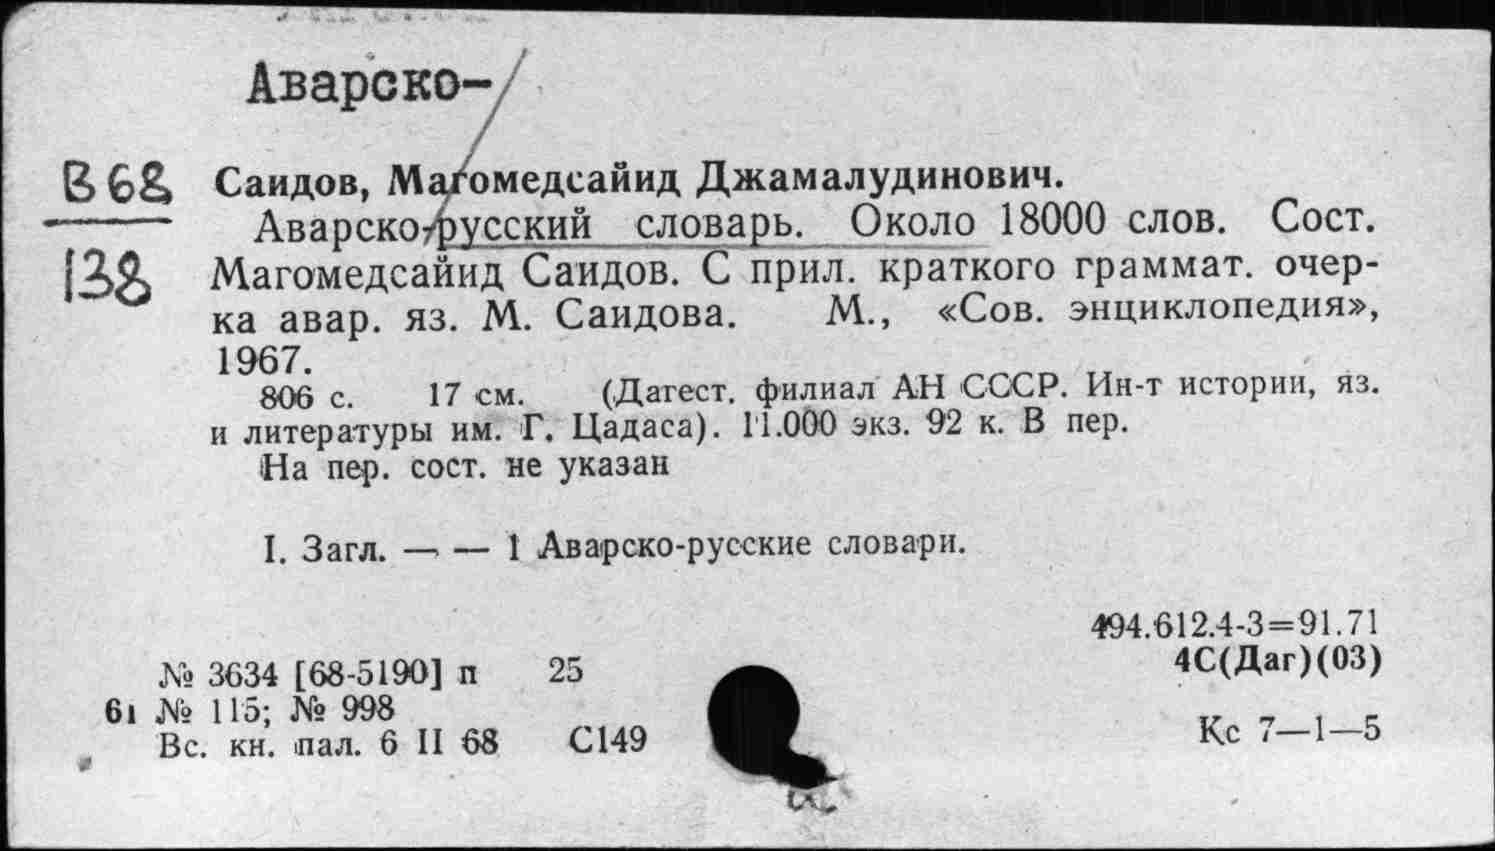 Аварско-/
В 68
138
Саидов, Магомедсайид Джамалудинович.
Аварско-русский словарь. Около 18000 слов. Сост.
Магомедсайид Саидов. С прил. краткого граммат. очер-
ка авар. яз. М. Саидова. М., «Сов. энциклопедия»,
1967.
806 с. 17 см. (Дагест. филиал АН СССР. Ин-т истории, яз.
и литературы им. Г. Цадаса). 11.000 экз. 92 к. В пер.
На пер. сост. не указан
I. Загл. — — 1 Аварско-русские словари.
494.612.4-3=91.71
4С(Даг)(03)
№ 3634 [68-5190] п 25
61 № 115; № 998
Вс. кн. пал. 6 II 68 С149
Кс 7—1—5